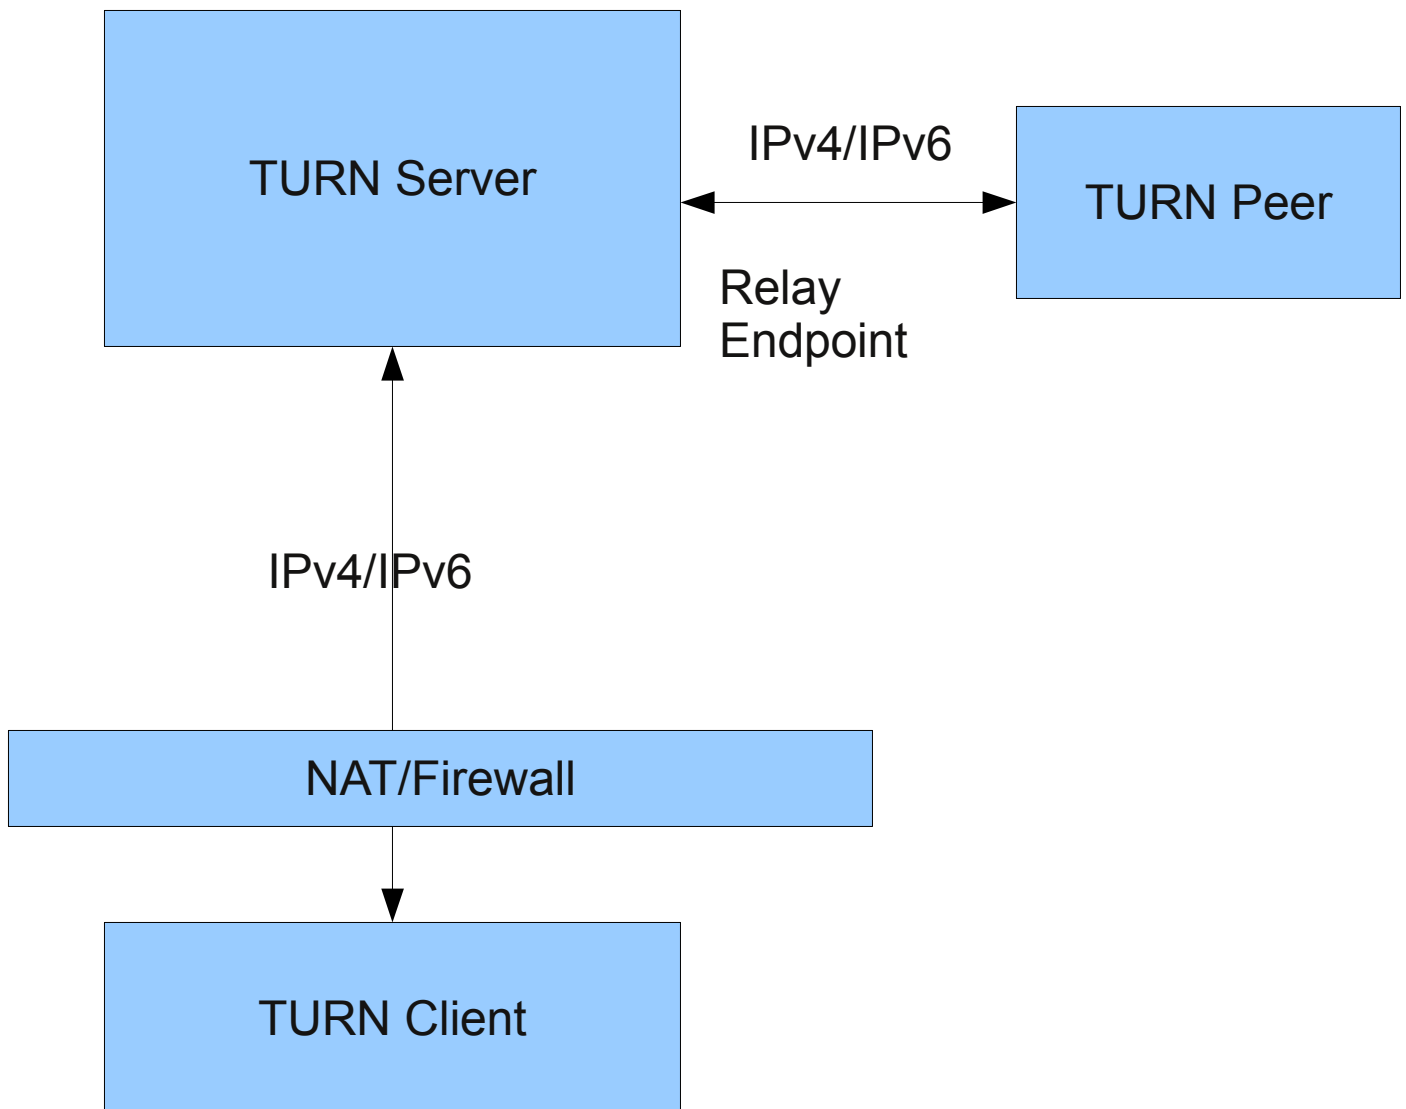 TURN Server
IPv4/IPv6
TURN Peer
Relay
Endpoint
IPv4/IPv6
NAT/Firewall
TURN Client